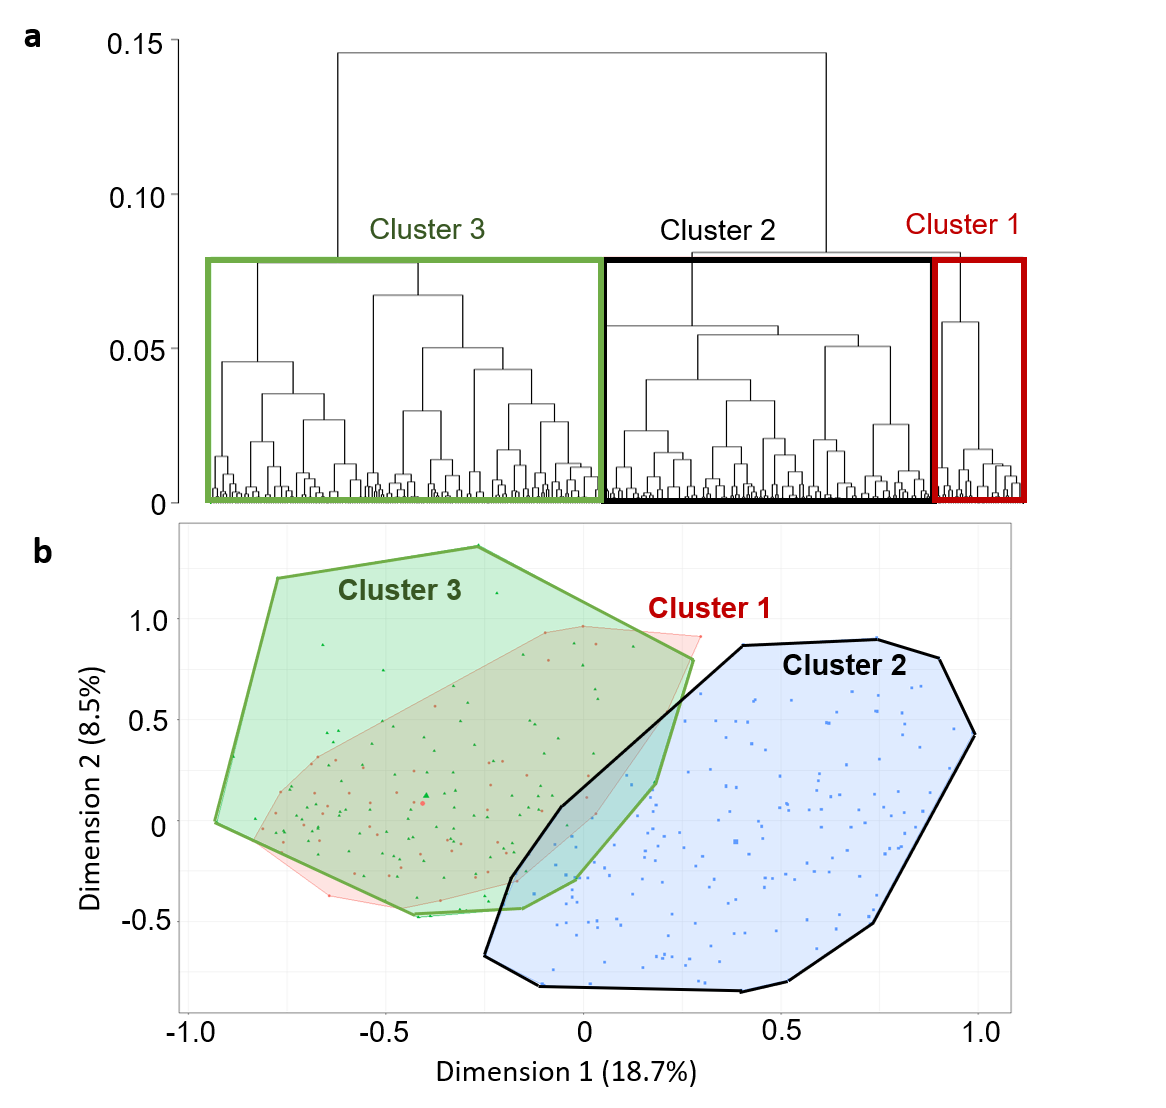 a
0.15
0.10
0.05
0
Cluster 3
Cluster 2
Cluster 1
b
Cluster 3
Cluster 1
Cluster 2
1.0
0.5
0
-0.5
Dimension 2 (8.5%)
-1.0
-0.5
0
0.5
1.0
Dimension 1 (18.7%)